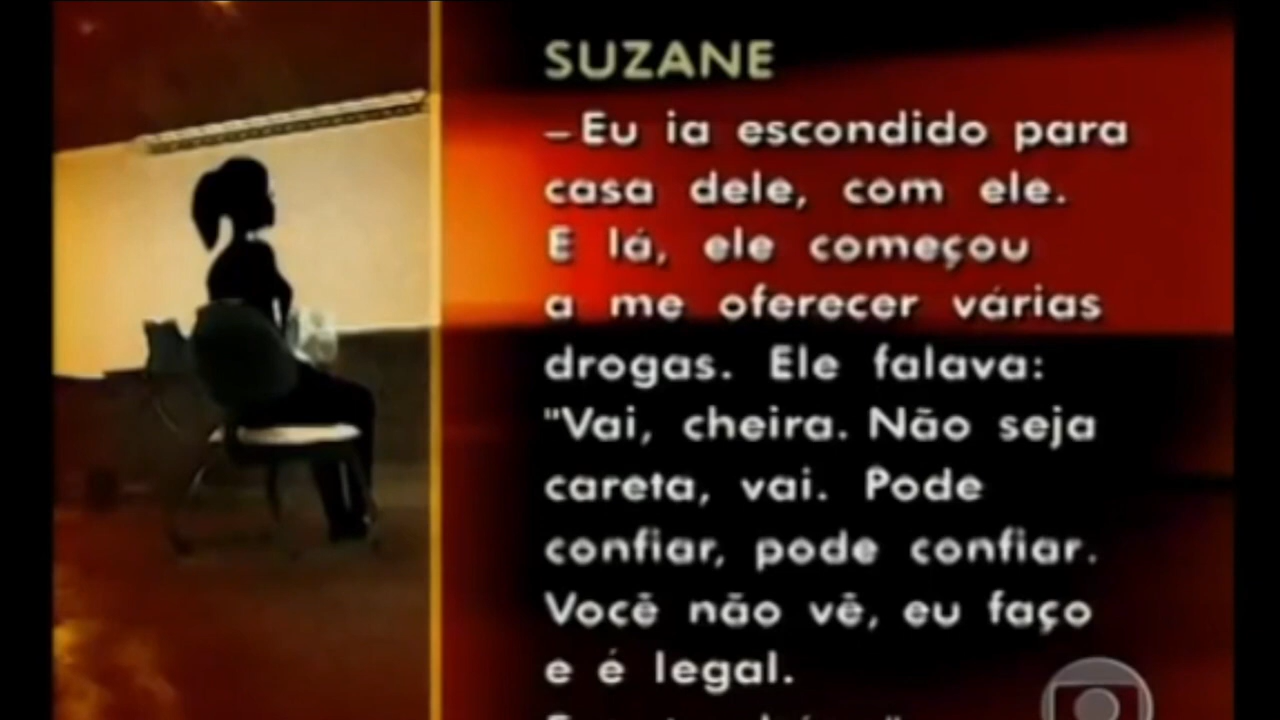 SUZANE
– Eu ia escondido para
casa dele, com ele.
E lá, ele começou
a me oferecer várias
drogas. Ele falava:
"Vai, cheira. Não seja
careta, vai. Pode
confiar, pode confiar.
Você não vê, eu faço
e é legal.